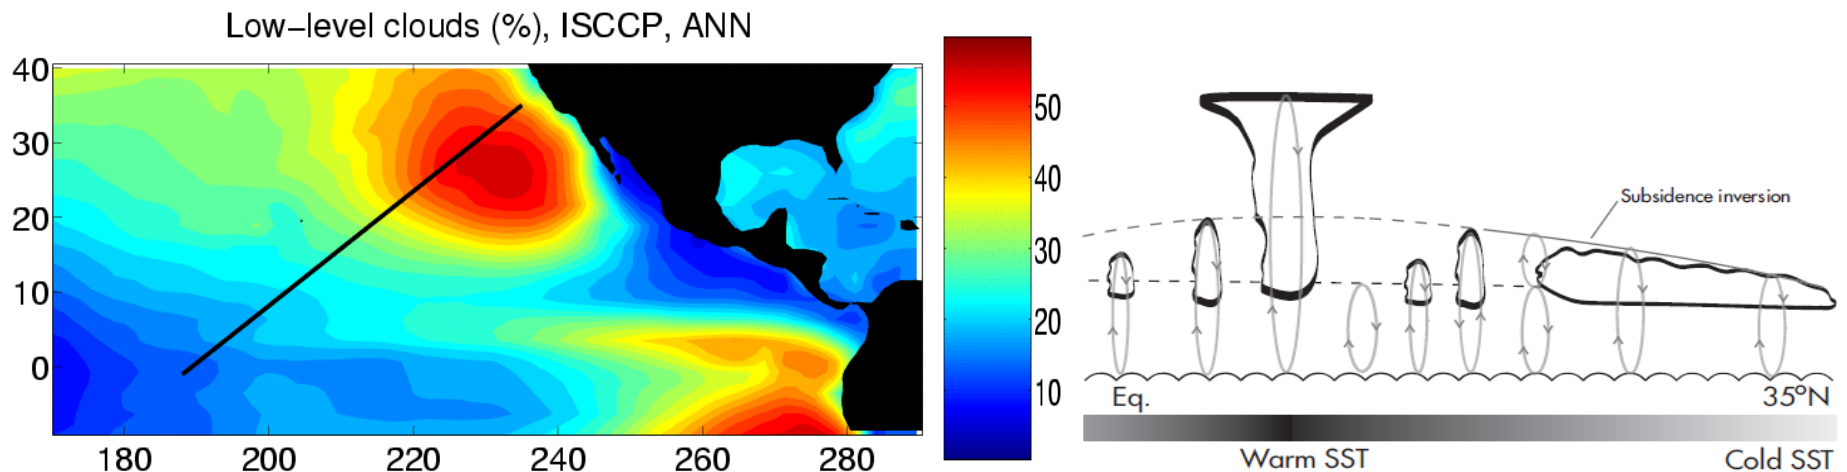 Low-level clouds (%), ISCCP, ANN
40
30
20
10
0
180
200
220
240
260
280
50
40
30
20
10
Subsidence inversion
Eq.
35°N
Warm SST
Cold SST